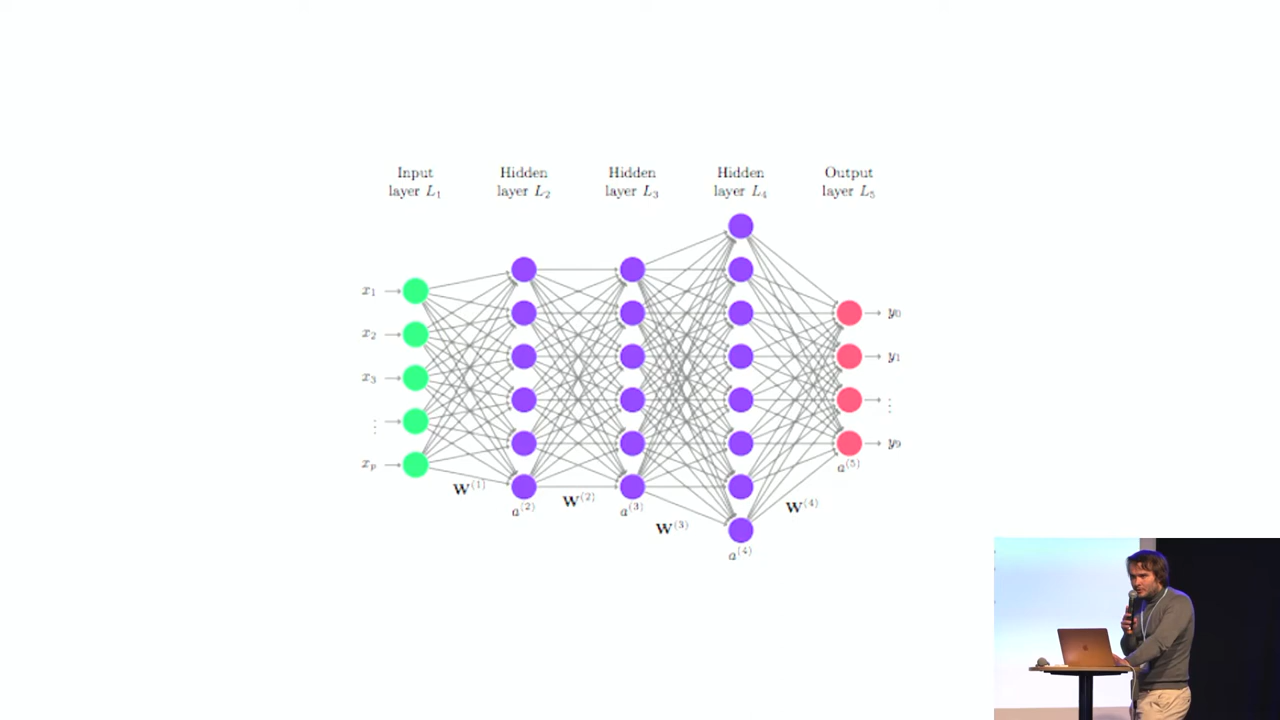 Input
layer L₁
Hidden
layer L₂
Hidden
layer L₃
Hidden
layer L₄
Output
layer L₅
x₁
x₂
x₃
⋮
xₚ
W⁽¹⁾
a⁽²⁾
W⁽²⁾
a⁽³⁾
W⁽³⁾
a⁽⁴⁾
W⁽⁴⁾
a⁽⁵⁾
y₀
y₁
⋮
y₉